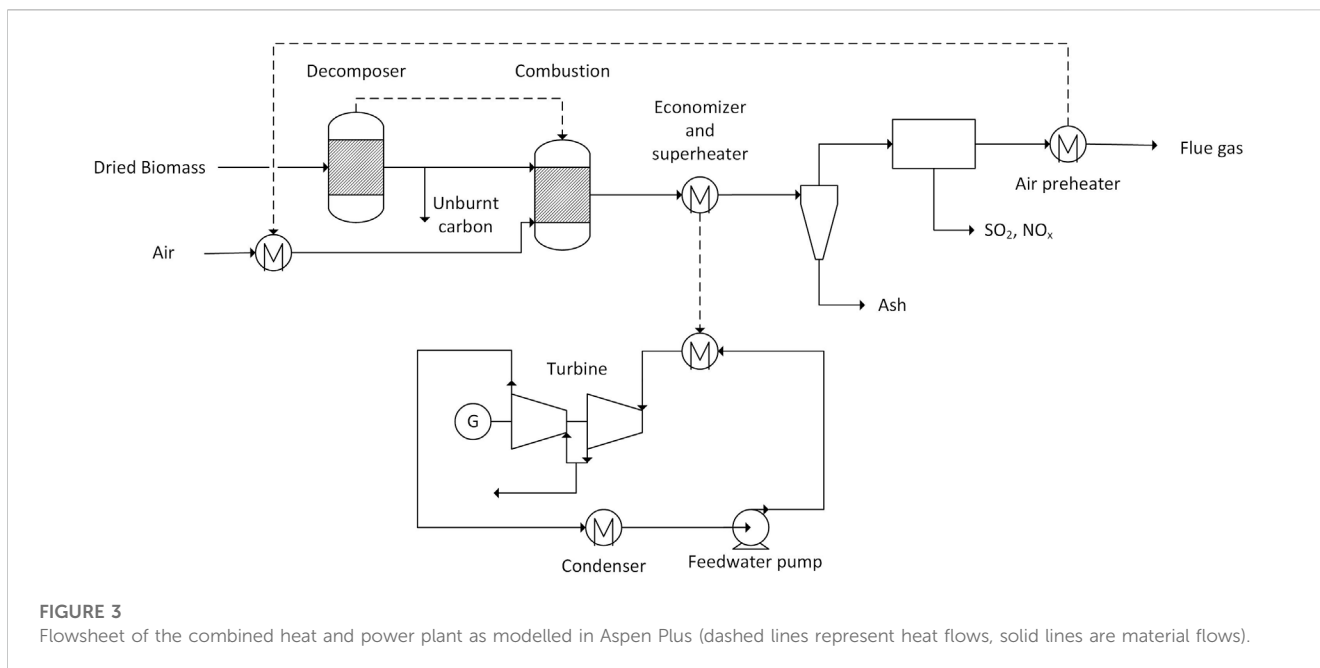 Decomposer
Combustion
Economizer
and
superheater
Dried Biomass
M
Flue gas
Air preheater
Unburnt
carbon
M
SO₂, NOₓ
Air
M
Ash
M
Turbine
G
M
Condenser
Feedwater pump
FIGURE 3
Flowsheet of the combined heat and power plant as modelled in Aspen Plus (dashed lines represent heat flows, solid lines are material flows).